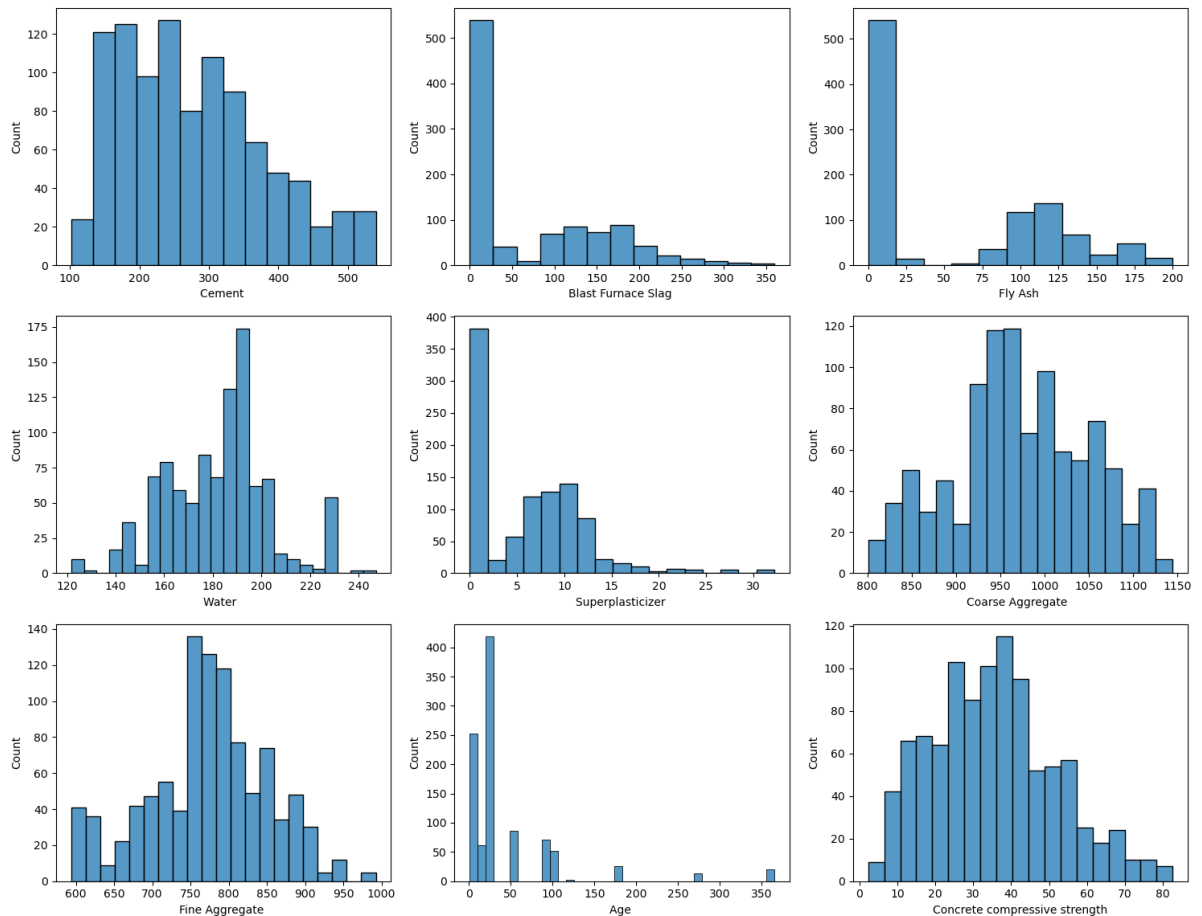 120
100
80
60
40
20
0
Count
100 200 300 400 500
Cement
500
400
300
200
100
0
Count
0 50 100 150 200 250 300 350
Blast Furnace Slag
500
400
300
200
100
0
Count
0 25 50 75 100 125 150 175 200
Fly Ash
175
150
125
100
75
50
25
0
Count
120 140 160 180 200 220 240
Water
400
350
300
250
200
150
100
50
0
Count
0 5 10 15 20 25 30
Superplasticizer
120
100
80
60
40
20
0
Count
800 850 900 950 1000 1050 1100 1150
Coarse Aggregate
140
120
100
80
60
40
20
0
Count
600 650 700 750 800 850 900 950 1000
Fine Aggregate
400
350
300
250
200
150
100
50
0
Count
0 50 100 150 200 250 300 350
Age
120
100
80
60
40
20
0
Count
0 10 20 30 40 50 60 70 80
Concrete compressive strength